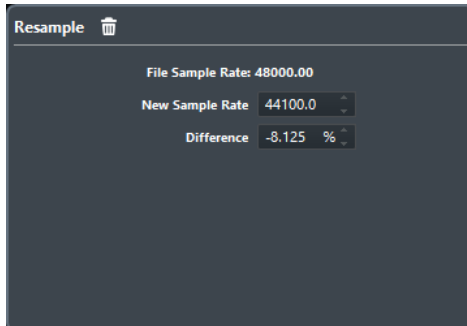 Resample
File Sample Rate: 48000.00
New Sample Rate 44100.0
Difference -8.125 %